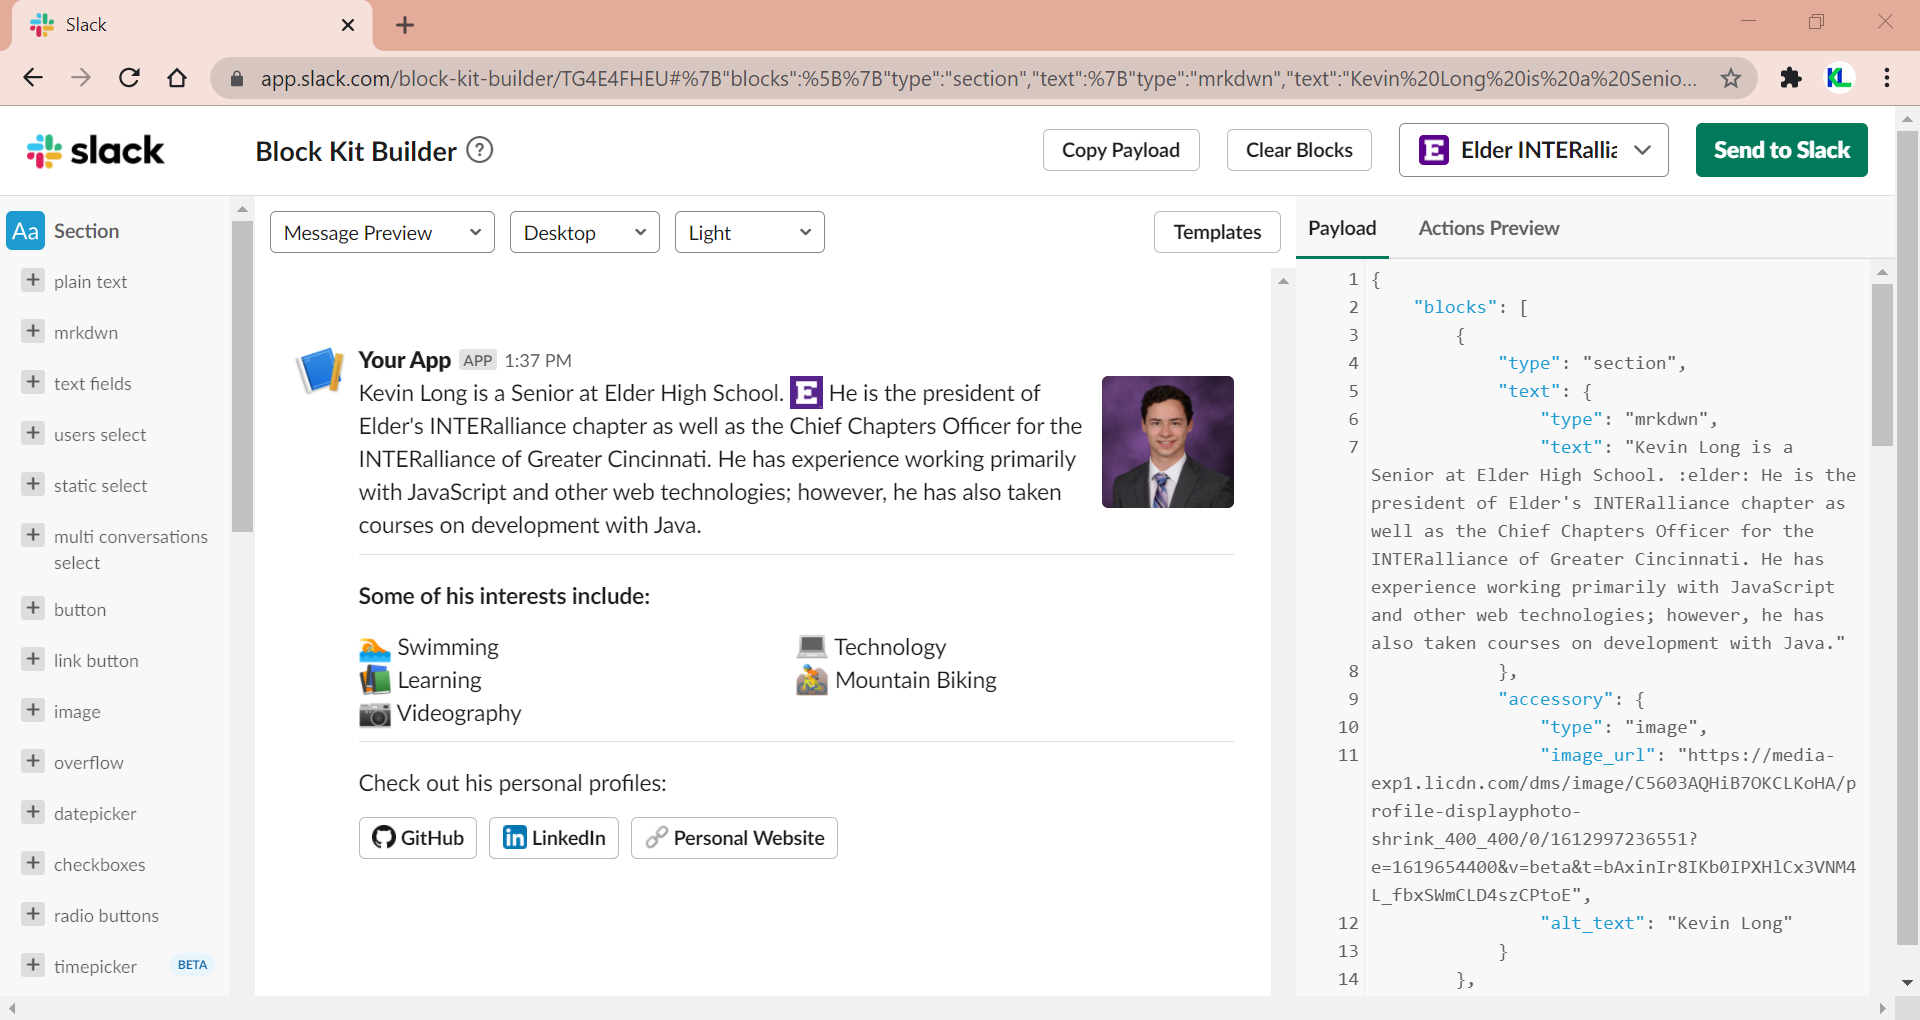 Slack
app.slack.com/block-kit-builder/TG4E4FHEU#%7B"blocks":%5B%7B"type":"section","text":%7B"type":"mrkdwn","text":"Kevin%20Long%20is%20a%20Senio...
KL
slack
Block Kit Builder ?
Copy Payload
Clear Blocks
E Elder INTERallia
Send to Slack
Aa Section
+ plain text
+ mrkdwn
+ text fields
+ users select
+ static select
+ multi conversations
select
+ button
+ link button
+ image
+ overflow
+ datepicker
+ checkboxes
+ radio buttons
+ timepicker BETA
Message Preview
Desktop
Light
Templates
Your App APP 1:37 PM
Kevin Long is a Senior at Elder High School. E He is the president of
Elder's INTERalliance chapter as well as the Chief Chapters Officer for the
INTERalliance of Greater Cincinnati. He has experience working primarily
with JavaScript and other web technologies; however, he has also taken
courses on development with Java.
Some of his interests include:
Swimming
Technology
Learning
Mountain Biking
Videography
Check out his personal profiles:
GitHub
in LinkedIn
Personal Website
Payload
Actions Preview
1 {
2 "blocks": [
3 {
4 "type": "section",
5 "text": {
6 "type": "mrkdwn",
7 "text": "Kevin Long is a
Senior at Elder High School. :elder: He is the
president of Elder's INTERalliance chapter as
well as the Chief Chapters Officer for the
INTERalliance of Greater Cincinnati. He has
experience working primarily with JavaScript
and other web technologies; however, he has
also taken courses on development with Java."
8 },
9 "accessory": {
10 "type": "image",
11 "image_url": "https://media-
exp1.licdn.com/dms/image/C5603AQHiB7OKCLKoHA/p
rofile-displayphoto-
shrink_400_400/0/1612997236551?
e=1619654400&v=beta&t=bAxinIr8IKb0IPXHlCx3VNM4
L_fbxSWmCLD4szCPtoE",
12 "alt_text": "Kevin Long"
13 }
14 },